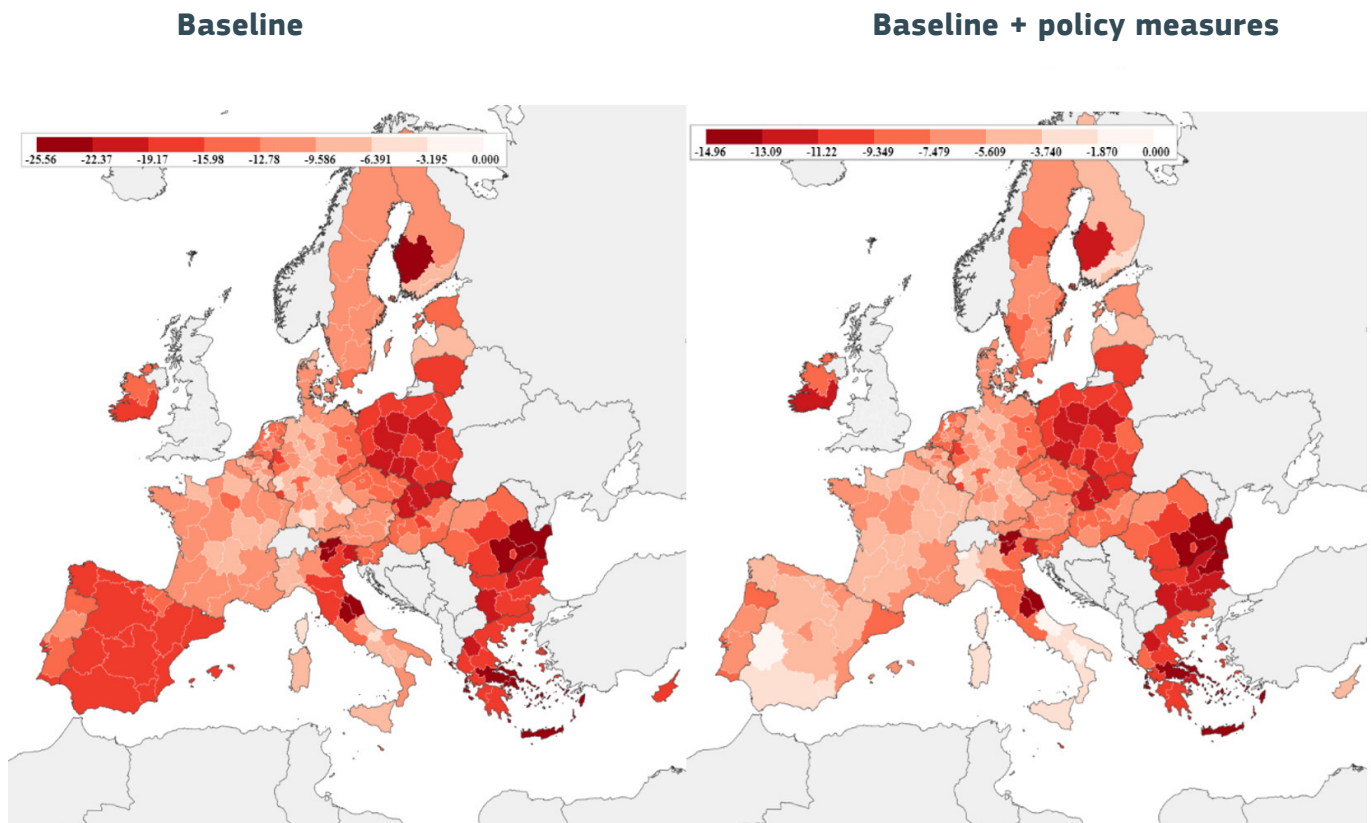 Baseline
Baseline + policy measures
-25.56 -22.37 -19.17 -15.98 -12.78 -9.586 -6.391 -3.195 0.000
-14.96 -13.09 -11.22 -9.349 -7.479 -5.609 -3.740 -1.870 0.000